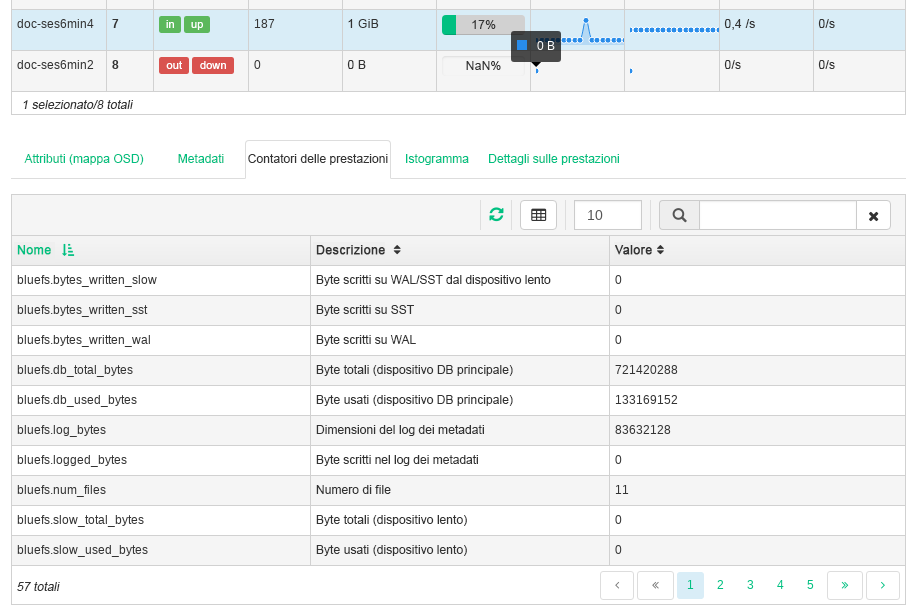 doc-ses6min4 7 in up 187 1 GiB 17% 0,4 /s 0/s
0 B
doc-ses6min2 8 out down 0 0 B NaN% 0/s 0/s
1 selezionato/8 totali
Attributi (mappa OSD) Metadati Contatori delle prestazioni Istogramma Dettagli sulle prestazioni
10
Nome Descrizione Valore
bluefs.bytes_written_slow Byte scritti su WAL/SST dal dispositivo lento 0
bluefs.bytes_written_sst Byte scritti su SST 0
bluefs.bytes_written_wal Byte scritti su WAL 0
bluefs.db_total_bytes Byte totali (dispositivo DB principale) 721420288
bluefs.db_used_bytes Byte usati (dispositivo DB principale) 133169152
bluefs.log_bytes Dimensioni del log dei metadati 83632128
bluefs.logged_bytes Byte scritti nel log dei metadati 0
bluefs.num_files Numero di file 11
bluefs.slow_total_bytes Byte totali (dispositivo lento) 0
bluefs.slow_used_bytes Byte usati (dispositivo lento) 0
57 totali ‹ « 1 2 3 4 5 » ›